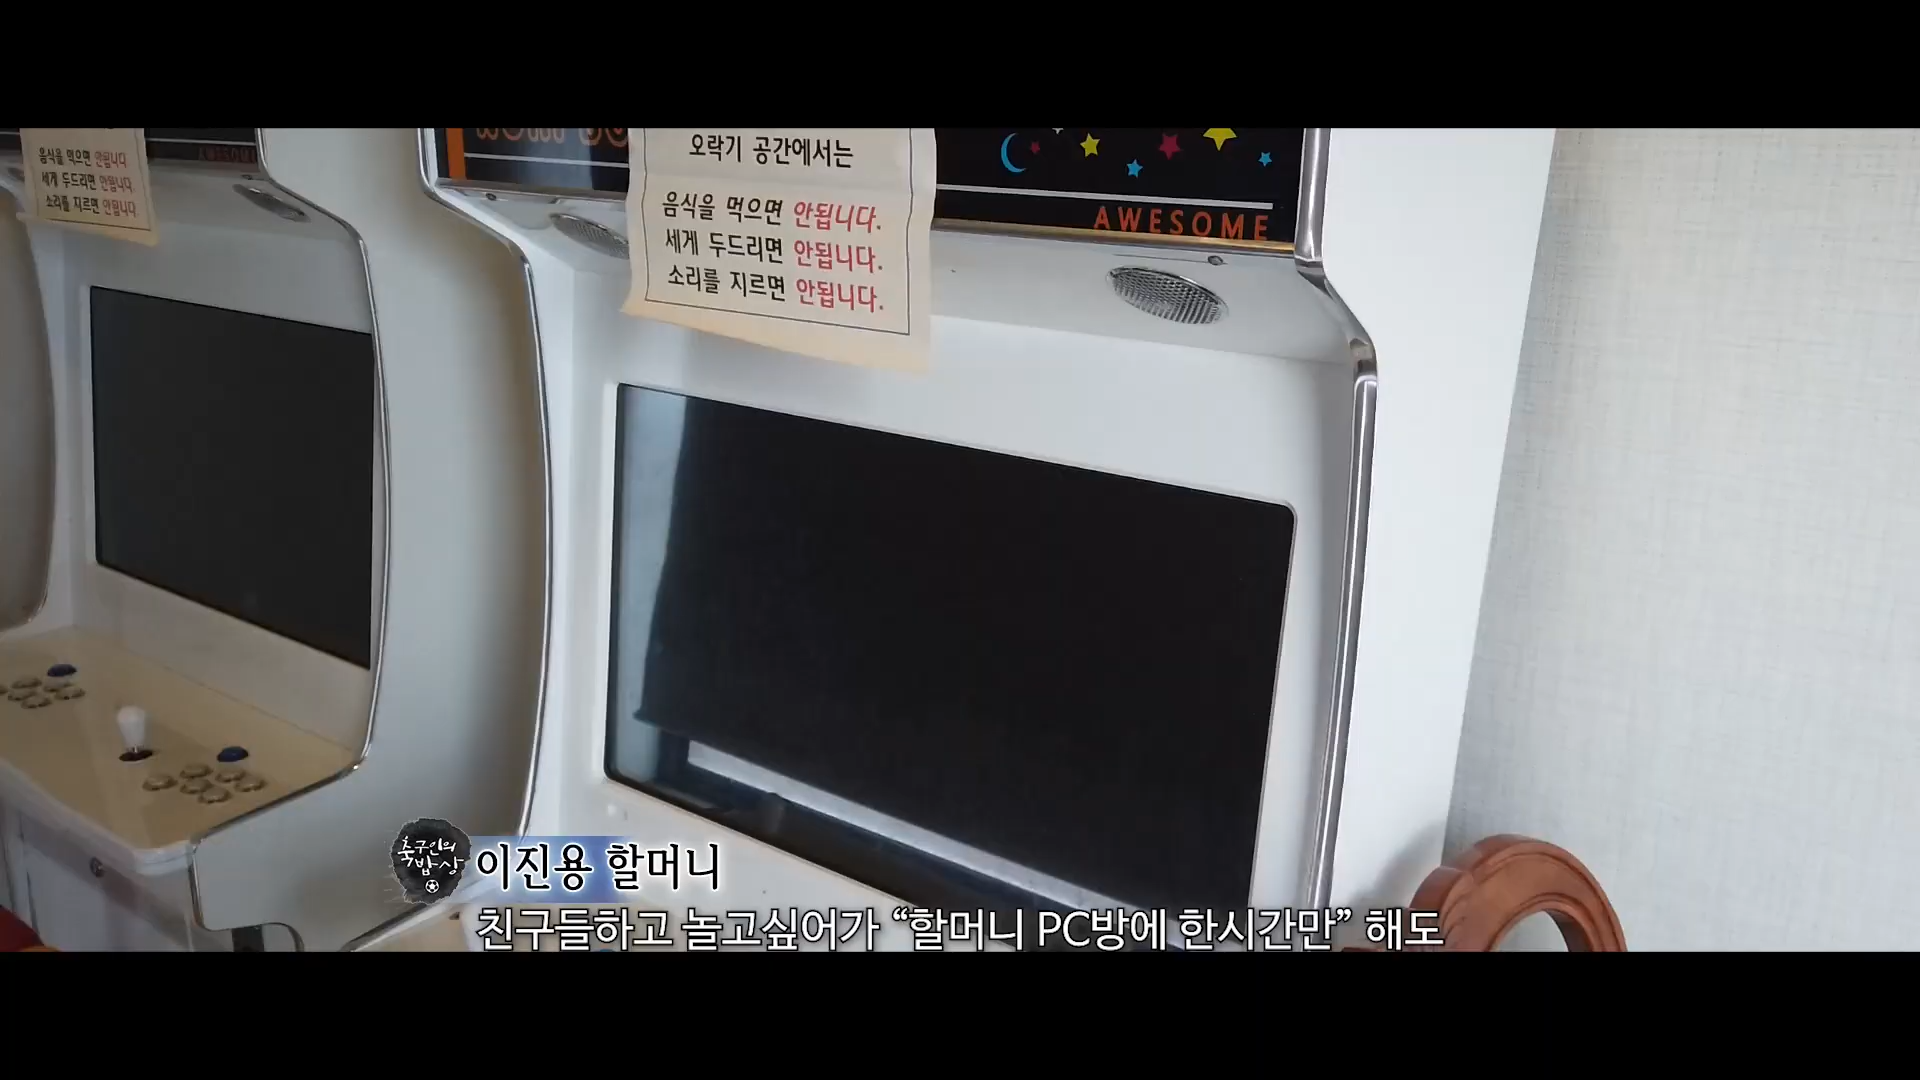 음식을 먹으면 안됩니다.
세게 두드리면 안됩니다.
소리를 지르면 안됩니다.
오락기 공간에서는
음식을 먹으면 안됩니다.
세게 두드리면 안됩니다.
소리를 지르면 안됩니다.
AWESOME
축구인의
밥상
이진용 할머니
친구들하고 놀고싶어가 “할머니 PC방에 한시간만” 해도